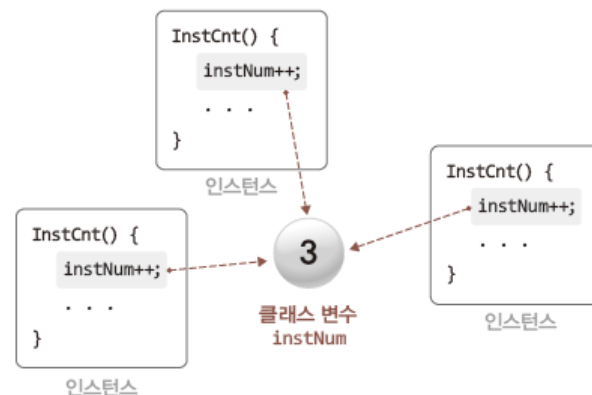 InstCnt() {
instNum++;
. . .
}
인스턴스
InstCnt() {
instNum++;
. . .
}
인스턴스
InstCnt() {
instNum++;
. . .
}
인스턴스
3
클래스 변수
instNum